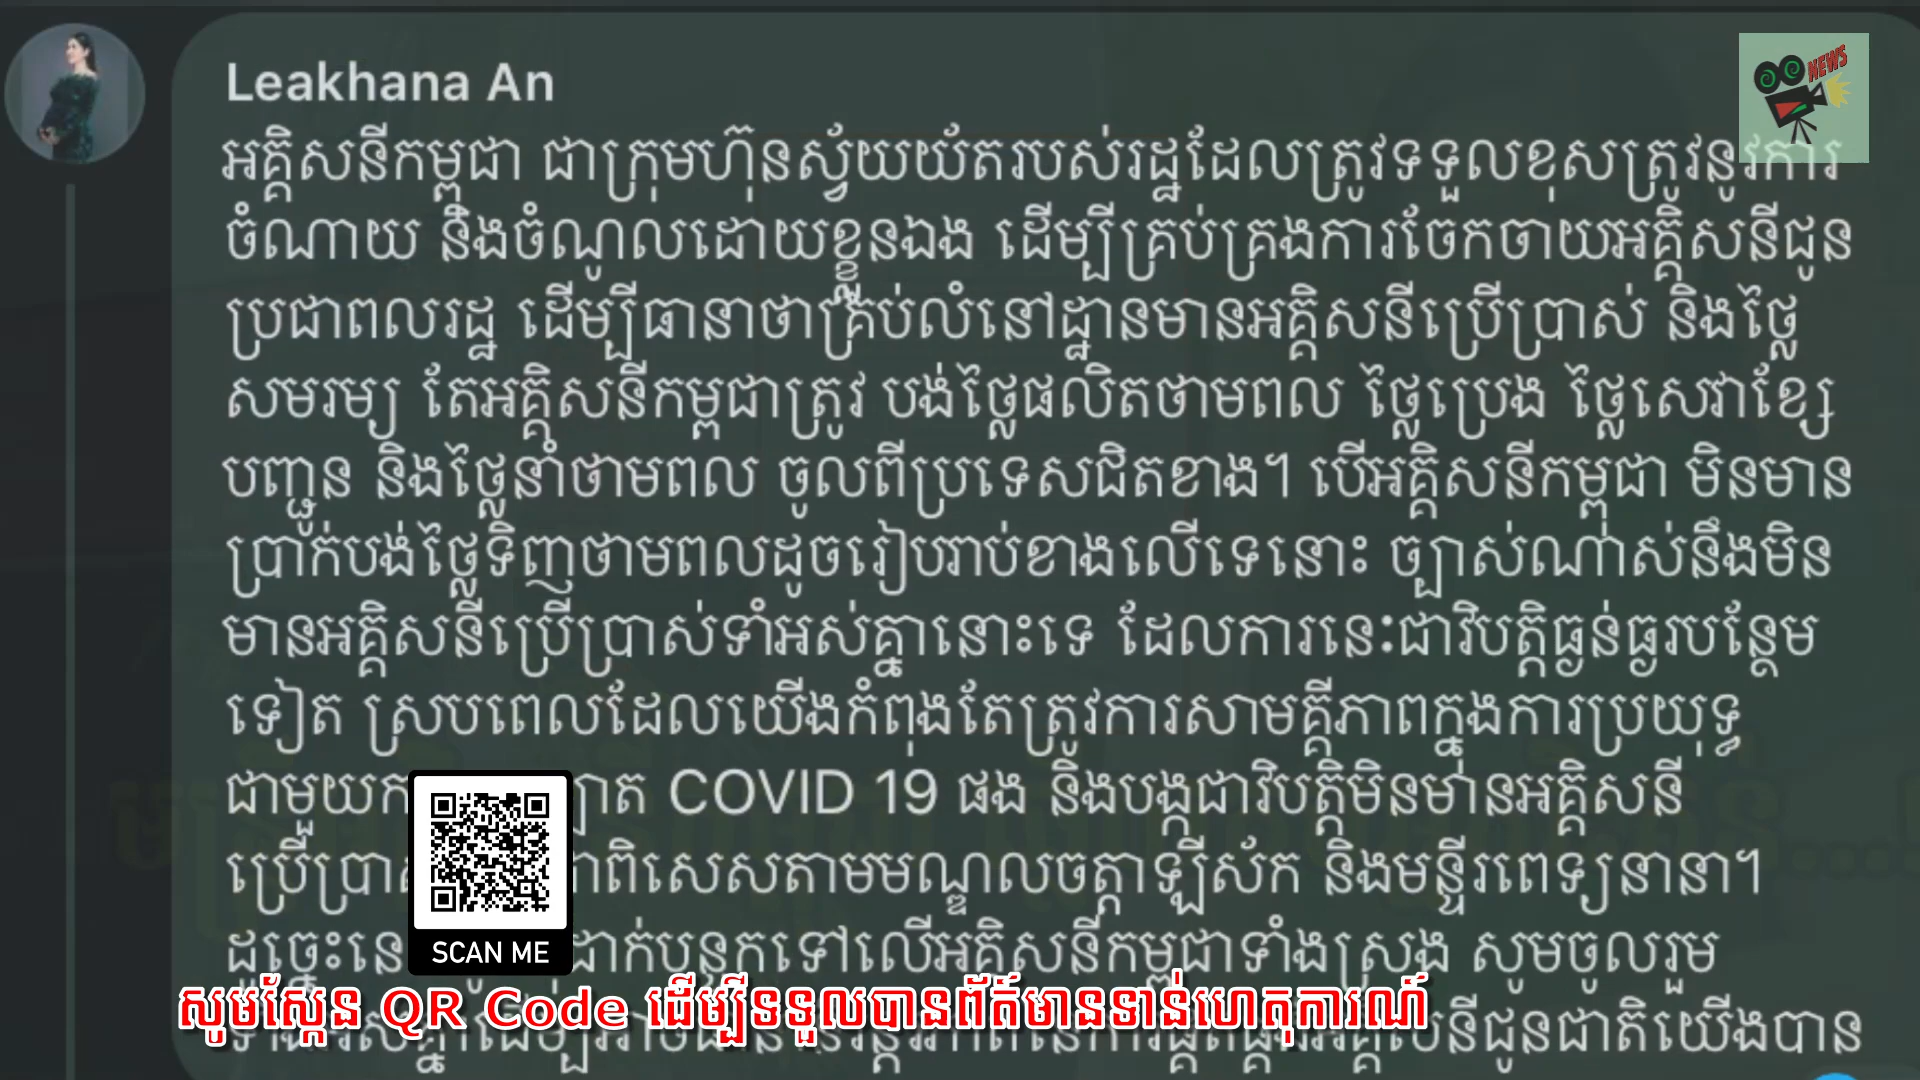 Leakhana An
NEWS
អគ្គិសនីកម្ពុជា ជាក្រុមហ៊ុនស្វ័យយ័តរបស់រដ្ឋដែលត្រូវទទួលខុសត្រូវនូវការ
ចំណាយ និងចំណូលដោយខ្លួនឯង ដើម្បីគ្រប់គ្រងការចែកចាយអគ្គិសនីជូន
ប្រជាពលរដ្ឋ ដើម្បីធានាថាគ្រប់លំនៅដ្ឋានមានអគ្គិសនីប្រើប្រាស់ និងថ្លៃ
សមរម្យ តែអគ្គិសនីកម្ពុជាត្រូវ បង់ថ្លៃផលិតថាមពល ថ្លៃប្រេង ថ្លៃសេវាខ្សែ
បញ្ជូន និងថ្លៃនាំថាមពល ចូលពីប្រទេសជិតខាង។ បើអគ្គិសនីកម្ពុជា មិនមាន
ប្រាក់បង់ថ្លៃទិញថាមពលដូចរៀបរាប់ខាងលើទេនោះ ច្បាស់ណាស់នឹងមិន
មានអគ្គិសនីប្រើប្រាស់ទាំអស់គ្នានោះទេ ដែលការនេះជាវិបត្តិធ្ងន់ធ្ងរបន្ថែម
ទៀត ស្របពេលដែលយើងកំពុងតែត្រូវការសាមគ្គីភាពក្នុងការប្រយុទ្ធ
ជាមួយ COVID 19 ផង និងបង្កជាវិបត្តិមិនមានអគ្គិសនី
ពិសេសតាមមណ្ឌលចត្តាឡីស័ក និងមន្ទីរពេទ្យនានា។
ដូច្នេះ ដាក់បន្ទុកទៅលើអគ្គិសនីកម្ពុជាទាំងស្រុង សូមចូលរួម
SCAN ME
សូមស្កែន QR Code ដើម្បីទទួលបានព័ត៌មានទាន់ហេតុការណ៍
ជូនជាតិយើងបាន